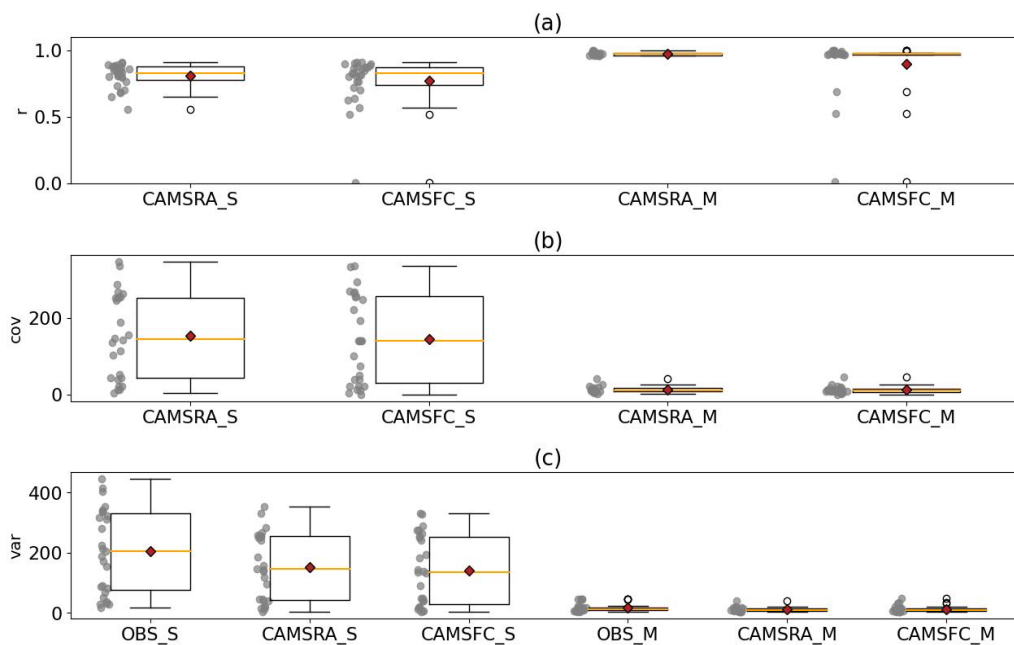 (a)
1.0
0.5
0.0
r
CAMSRA_S CAMSFC_S CAMSRA_M CAMSFC_M
(b)
200
0
cov
CAMSRA_S CAMSFC_S CAMSRA_M CAMSFC_M
(c)
400
200
0
var
OBS_S CAMSRA_S CAMSFC_S OBS_M CAMSRA_M CAMSFC_M